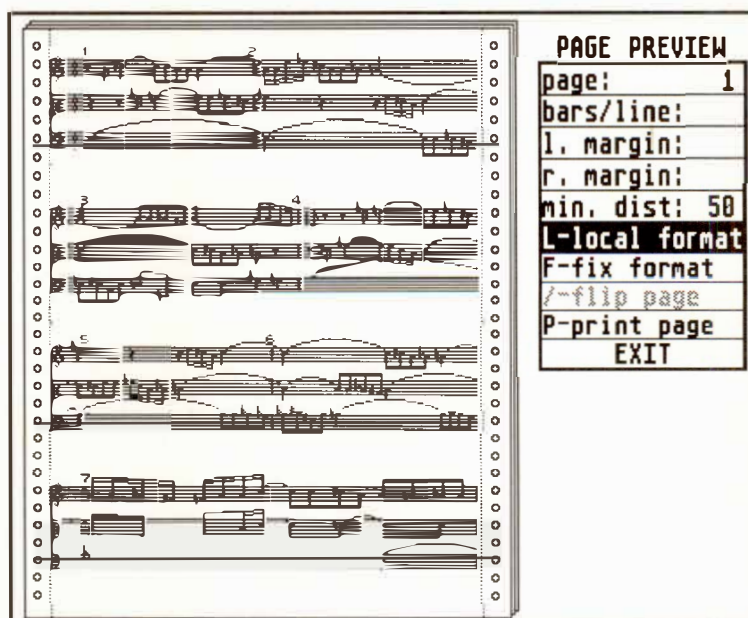 PAGE PREVIEW
page: 1
bars/line:
l. margin:
r. margin:
min. dist: 50
L-local format
F-fix format
/-flip page
P-print page
EXIT
1 2
3 4
5 6
7